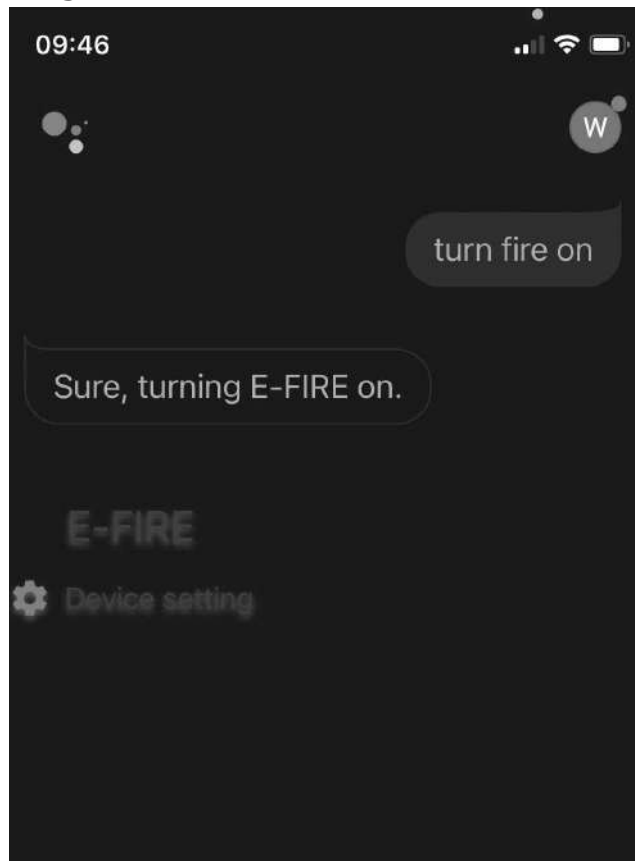 09:46
W
turn fire on
Sure, turning E-FIRE on.
E-FIRE
Device setting